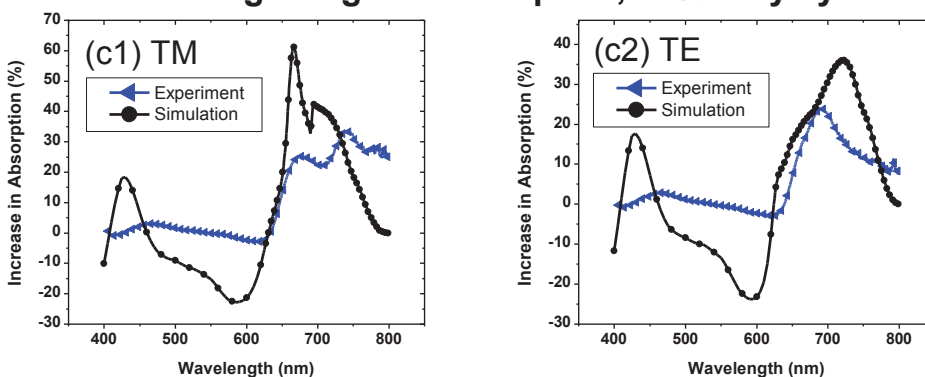 (c1) TM
Experiment
Simulation
Increase in Absorption (%)
70
60
50
40
30
20
10
0
-10
-20
-30
400 500 600 700 800
Wavelength (nm)
(c2) TE
Experiment
Simulation
Increase in Absorption (%)
40
30
20
10
0
-10
-20
-30
400 500 600 700 800
Wavelength (nm)